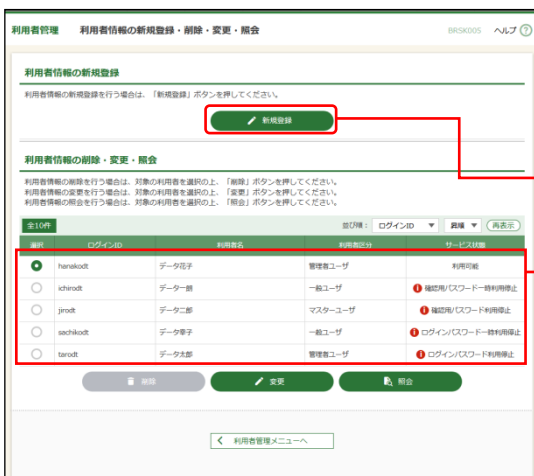 利用者管理 利用者情報の新規登録・削除・変更・照会 BRSK005 ヘルプ ?
利用者情報の新規登録
利用者情報の新規登録を行う場合は、「新規登録」ボタンを押してください。
新規登録
利用者情報の削除・変更・照会
利用者情報の削除を行う場合は、対象の利用者を選択の上、「削除」ボタンを押してください。
利用者情報の変更を行う場合は、対象の利用者を選択の上、「変更」ボタンを押してください。
利用者情報の照会を行う場合は、対象の利用者を選択の上、「照会」ボタンを押してください。
全10件 並び順: ログインID ▼ 昇順 ▼ 再表示
選択 ログインID 利用者名 利用者区分 サービス状態
hanakodt データ花子 管理者ユーザ 利用可能
ichirodt データ一朗 一般ユーザ 確認用パスワード一時利用停止
jirodt データ二郎 マスターユーザ 確認用パスワード利用停止
sachikodt データ幸子 一般ユーザ ログインパスワード一時利用停止
tarodt データ太郎 管理者ユーザ ログインパスワード利用停止
削除 変更 照会
利用者管理メニューへ